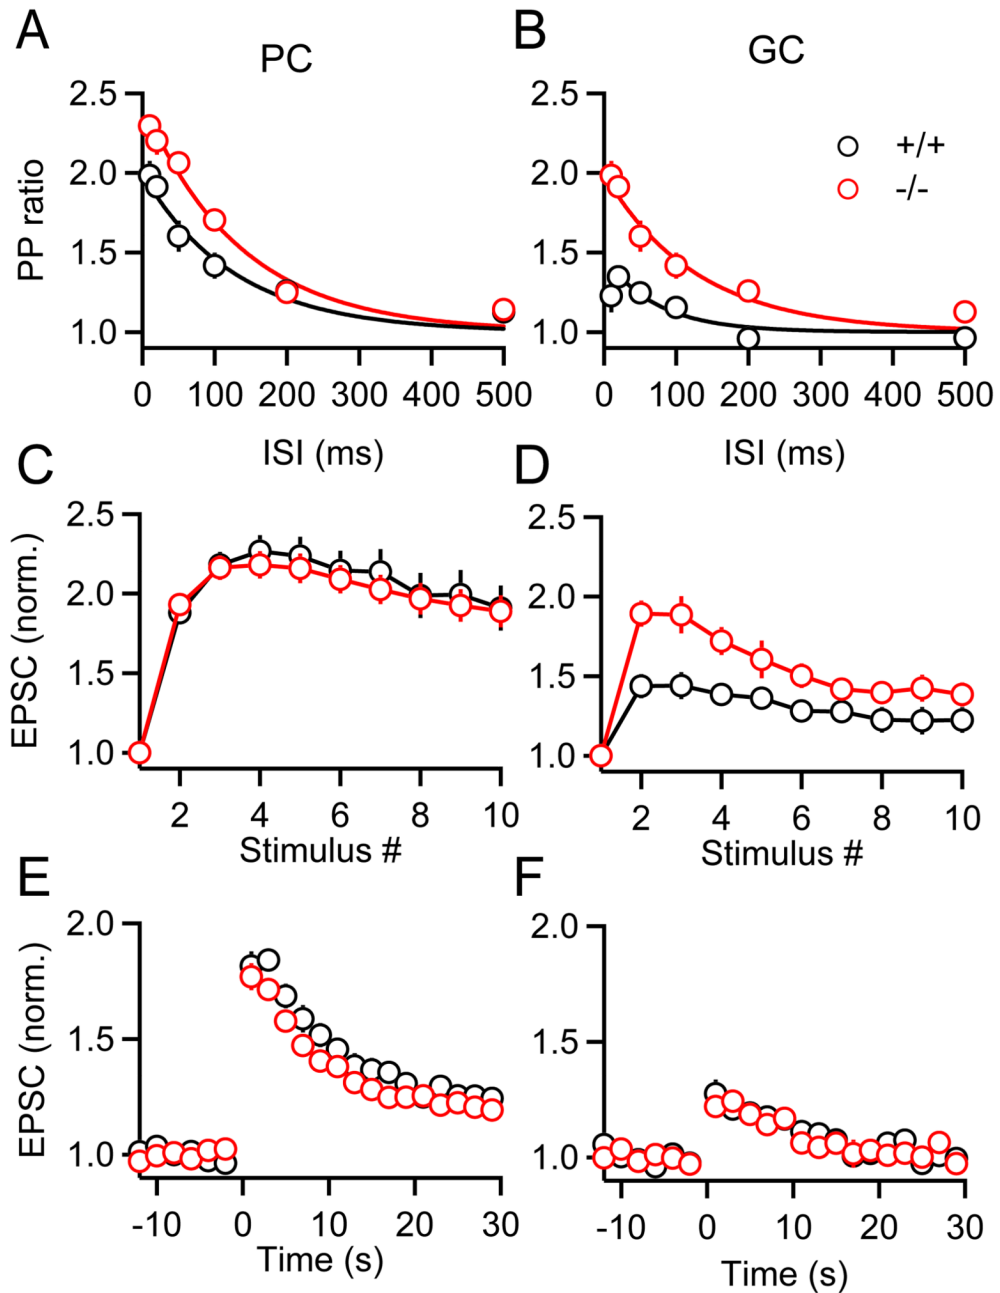 A
PC
2.5
2.0
1.5
1.0
PP ratio
0 100 200 300 400 500
ISI (ms)
B
GC
2.5
2.0
1.5
1.0
+/+
-/-
0 100 200 300 400 500
ISI (ms)
C
2.5
2.0
1.5
1.0
EPSC (norm.)
2 4 6 8 10
Stimulus #
D
2.5
2.0
1.5
1.0
2 4 6 8 10
Stimulus #
E
2.0
1.5
1.0
EPSC (norm.)
-10 0 10 20 30
Time (s)
F
2.0
1.5
1.0
-10 0 10 20 30
Time (s)